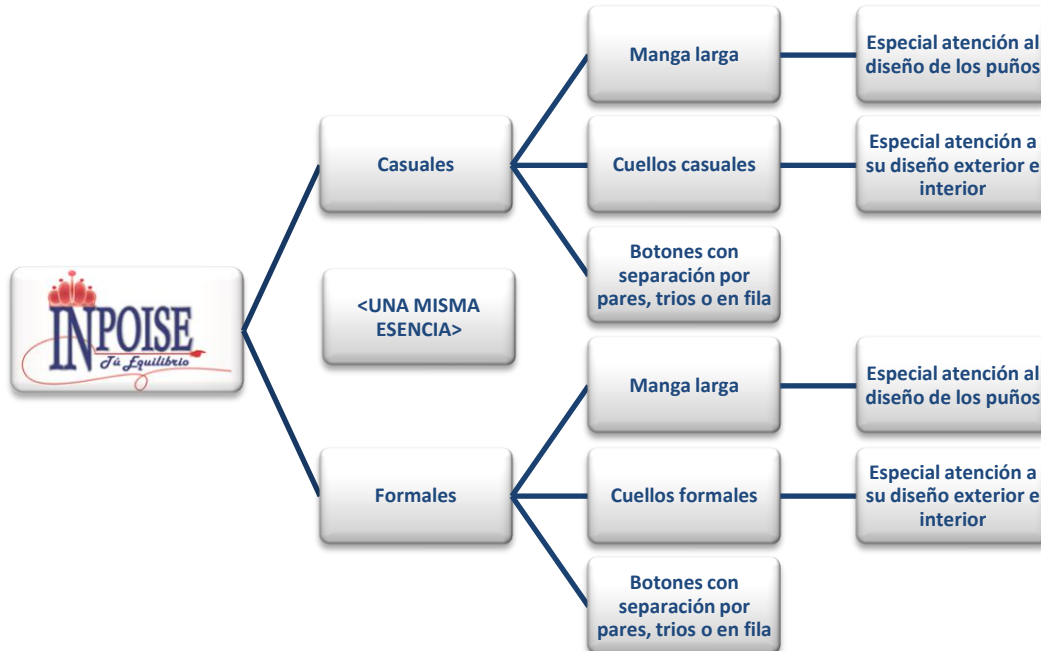 INPOISE
Tú Equilibrio
Casuales
<UNA MISMA
ESENCIA>
Formales
Manga larga
Cuellos casuales
Botones con
separación por
pares, trios o en fila
Manga larga
Cuellos formales
Botones con
separación por
pares, trios o en fila
Especial atención al
diseño de los puños
Especial atención a
su diseño exterior e
interior
Especial atención al
diseño de los puños
Especial atención a
su diseño exterior e
interior